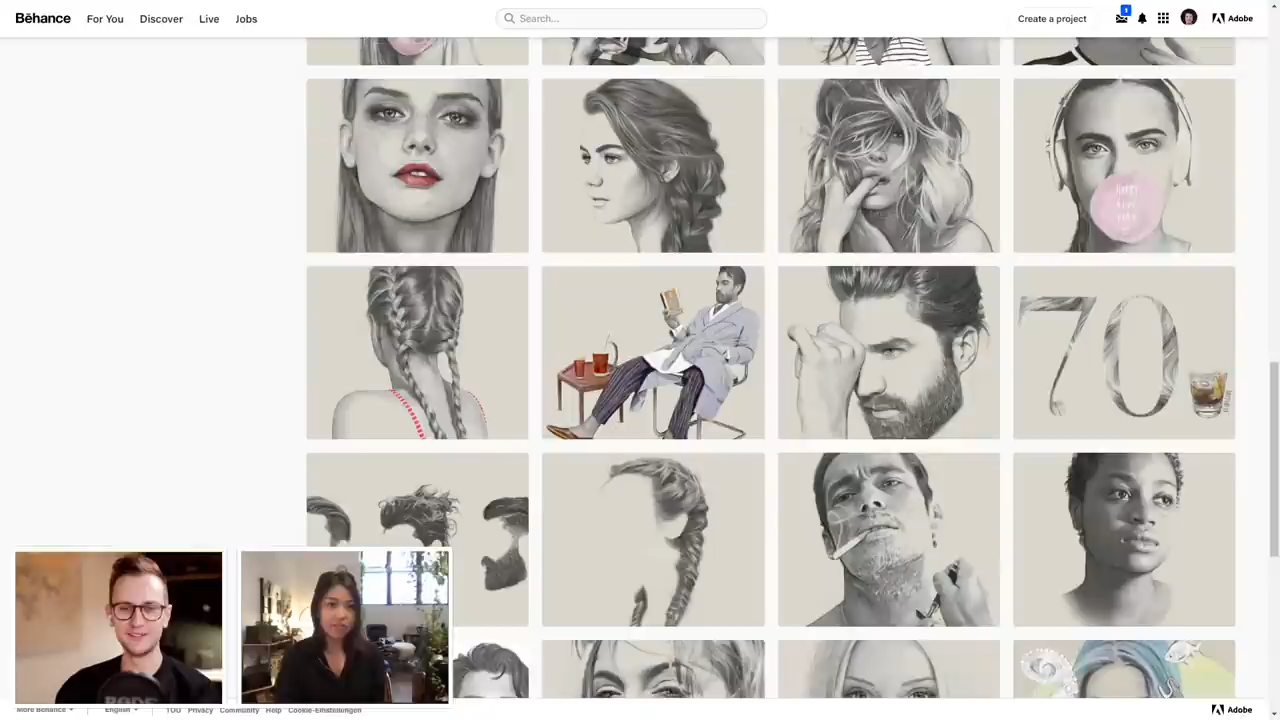 Bēhance
For You
Discover
Live
Jobs
Search...
Create a project
Adobe
70
More Behance
English
TOU
Privacy
Community
Help
Cookie-Einstellungen
Adobe